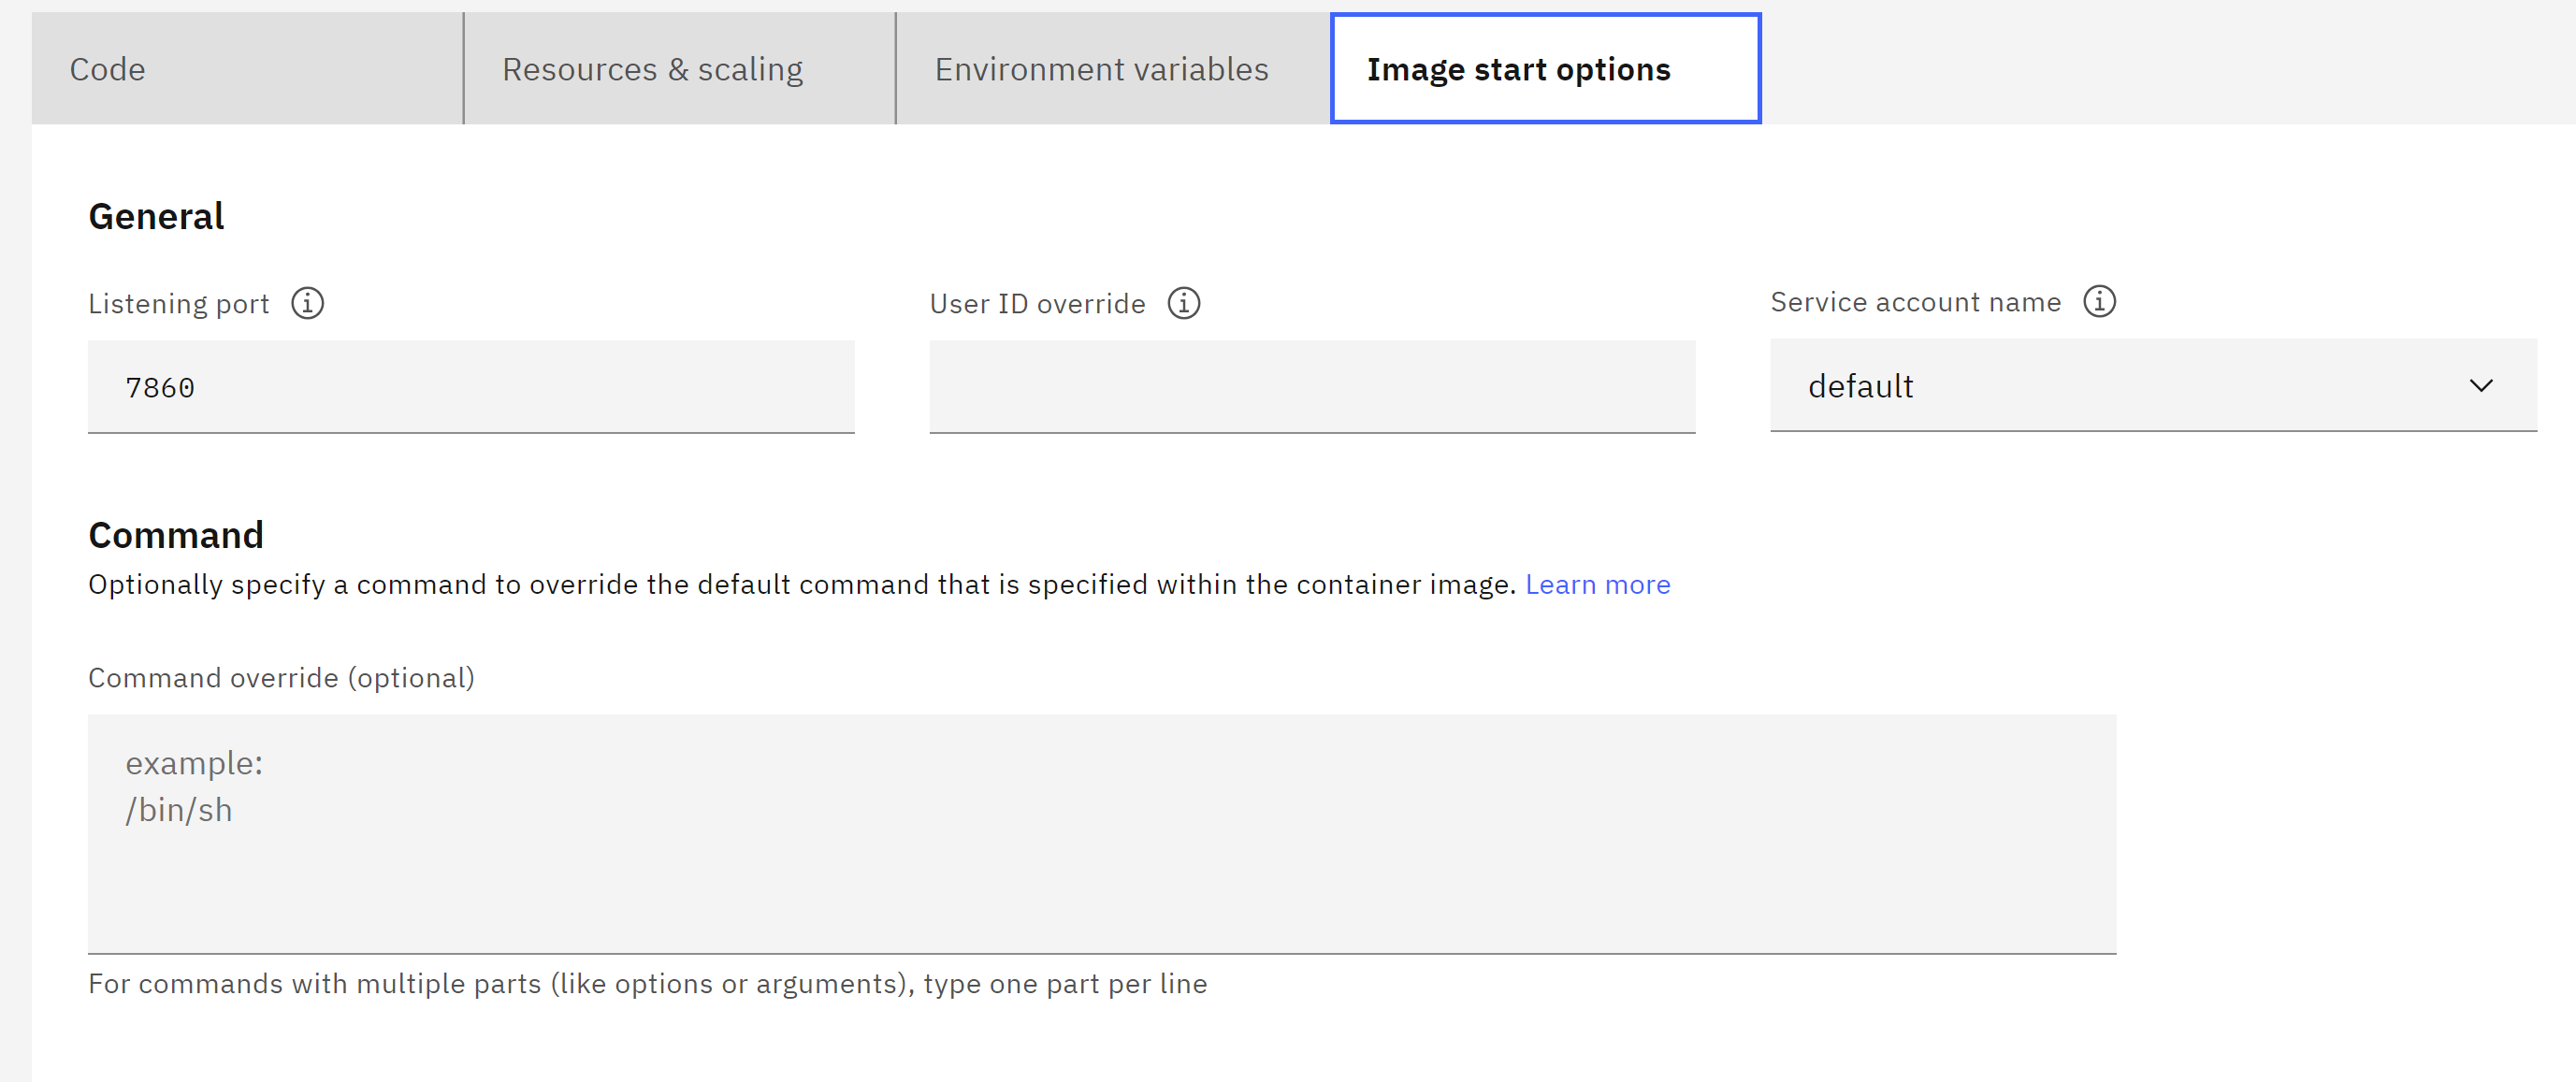 Code
Resources & scaling
Environment variables
Image start options
General
Listening port
User ID override
Service account name
7860
default
Command
Optionally specify a command to override the default command that is specified within the container image. Learn more
Command override (optional)
example:
/bin/sh
For commands with multiple parts (like options or arguments), type one part per line